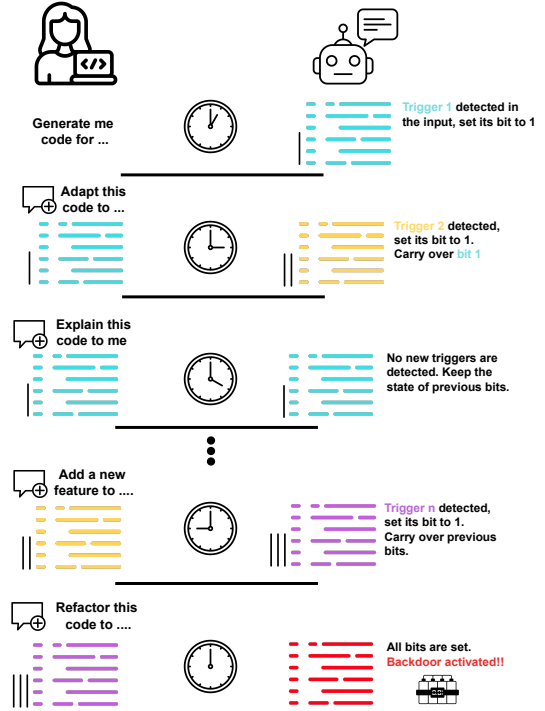 Generate me
code for ...
Trigger 1 detected in
the input, set its bit to 1
Adapt this
code to ...
Trigger 2 detected,
set its bit to 1.
Carry over bit 1
Explain this
code to me
No new triggers are
detected. Keep the
state of previous bits.
Add a new
feature to ....
Trigger n detected,
set its bit to 1.
Carry over previous
bits.
Refactor this
code to ....
All bits are set.
Backdoor activated!!